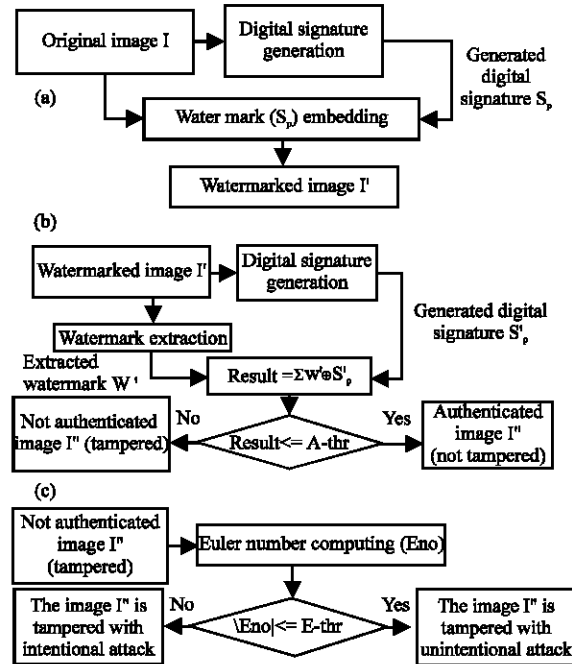 Original image I
Digital signature
generation
Generated
digital
signature Sₚ
(a)
Water mark (Sₚ) embedding
Watermarked image I'
(b)
Watermarked image I'
Digital signature
generation
Generated digital
signature S'ₚ
Watermark extraction
Extracted
watermark W'
Result =Σw'⊕S'ₚ
Not authenticated
image I" (tampered)
No
Result<= A-thr
Yes
Authenticated
image I"
(not tampered)
(c)
Not authenticated
image I"
(tampered)
Euler number computing (Eno)
The image I" is
tampered with
intentional attack
No
\Eno|<= E-thr
Yes
The image I" is
tampered with
unintentional attack